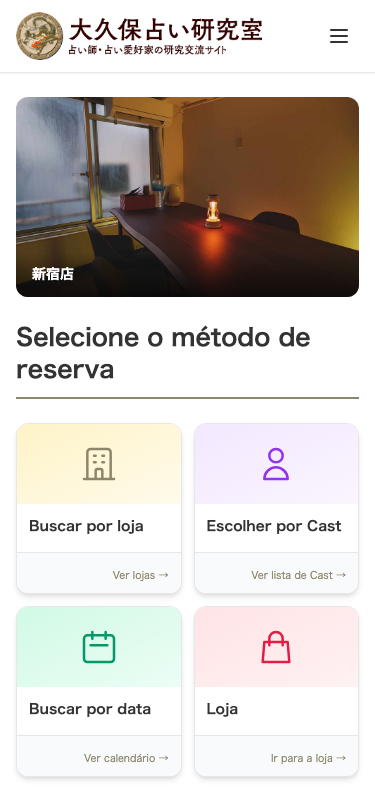 大久保占い研究室
占い師・占い愛好家の研究交流サイト
新宿店
Selecione o método de
reserva
Buscar por loja
Ver lojas →
Escolher por Cast
Ver lista de Cast →
Buscar por data
Ver calendário →
Loja
Ir para a loja →